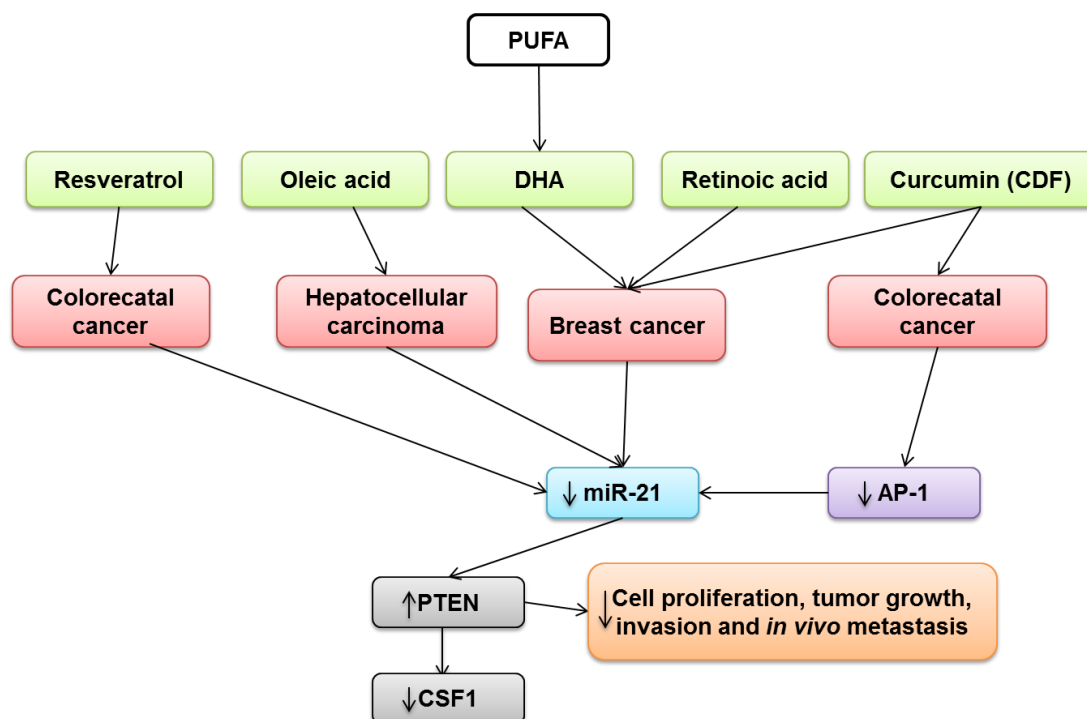 PUFA
Resveratrol
Oleic acid
DHA
Retinoic acid
Curcumin (CDF)
Colorecatal
cancer
Hepatocellular
carcinoma
Breast cancer
Colorecatal
cancer
↓ miR-21
↓ AP-1
↑PTEN
↓Cell proliferation, tumor growth,
invasion and in vivo metastasis
↓CSF1